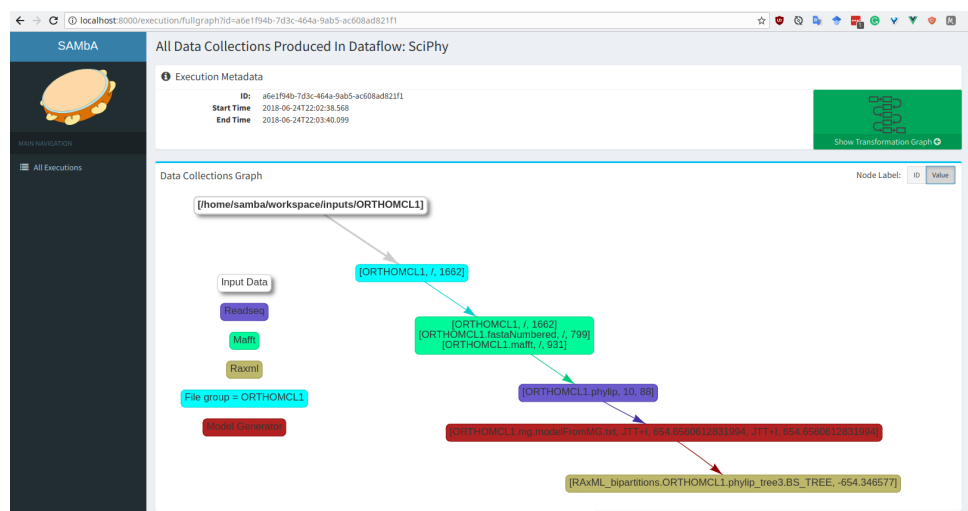 localhost:8000/execution/fullgraph?id=a6e1f94b-7d3c-464a-9ab5-ac608ad821f1
SAMbA
All Data Collections Produced In Dataflow: SciPhy
Execution Metadata
ID: a6e1f94b-7d3c-464a-9ab5-ac608ad821f1
Start Time 2018-06-24T22:02:38.568
End Time 2018-06-24T22:03:40.099
Show Transformation Graph
MAIN NAVIGATION
All Executions
Data Collections Graph
Node Label: ID Value
[/home/samba/workspace/inputs/ORTHOMCL1]
[ORTHOMCL1, /, 1662]
Input Data
Readseq
Mafft
Raxml
File group = ORTHOMCL1
Model Generator
[ORTHOMCL1, /, 1662]
[ORTHOMCL1.fastaNumbered, /, 799]
[ORTHOMCL1.mafft, /, 931]
[ORTHOMCL1.phylip, 10, 88]
[ORTHOMCL1.mg.modelFromMG.txt, JTT+I, 654.6560612831994, JTT+I, 654.6560612831994]
[RAxML_bipartitions.ORTHOMCL1.phylip_tree3.BS_TREE, -654.346577]